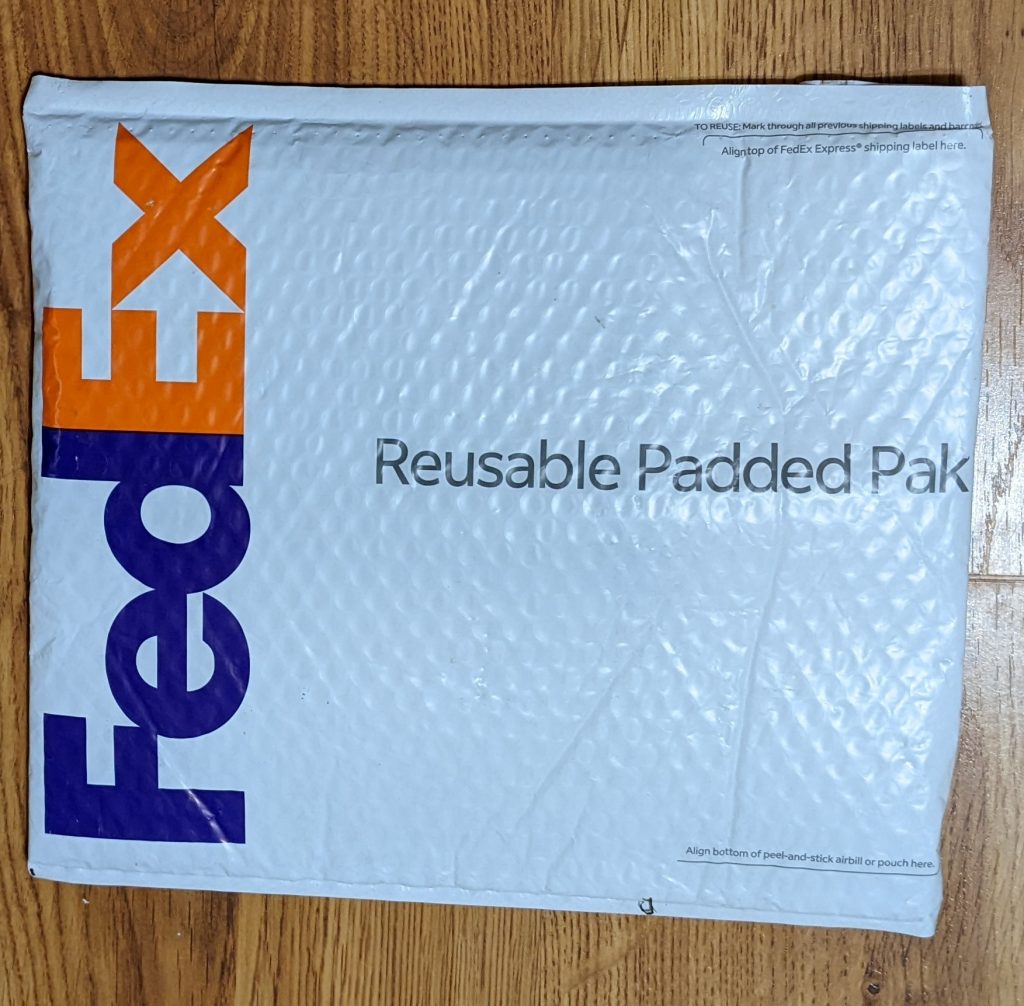 FedEx
TO REUSE: Mark through all previous shipping labels and
Align top of FedEx Express® shipping label here.
Reusable Padded Pak
Align bottom of peel-and-stick airbill or pouch here.